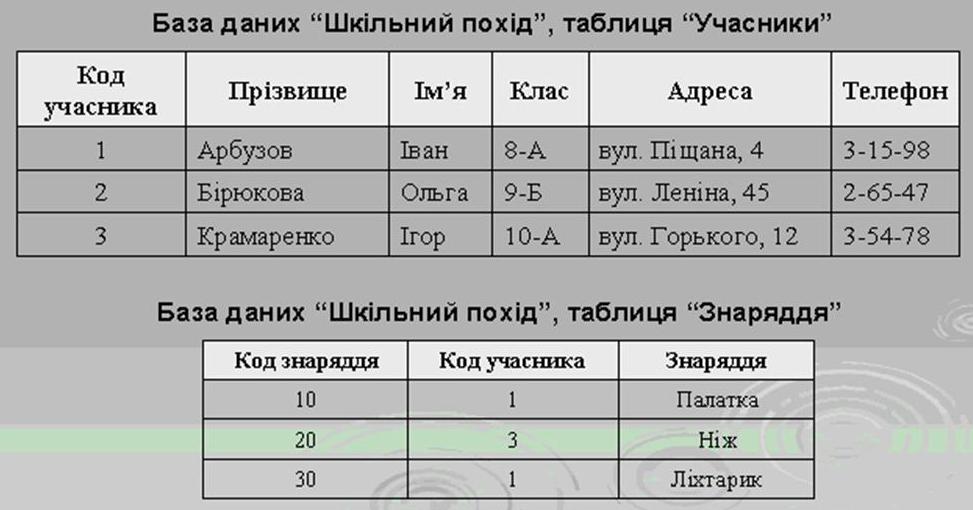 База даних “Шкільний похід”, таблиця “Учасники”
Код учасника Прізвище Ім’я Клас Адреса Телефон
1 Арбузов Іван 8-А вул. Піщана, 4 3-15-98
2 Бірюкова Ольга 9-Б вул. Леніна, 45 2-65-47
3 Крамаренко Ігор 10-А вул. Горького, 12 3-54-78
База даних “Шкільний похід”, таблиця “Знаряддя”
Код знаряддя Код учасника Знаряддя
10 1 Палатка
20 3 Ніж
30 1 Ліхтарик